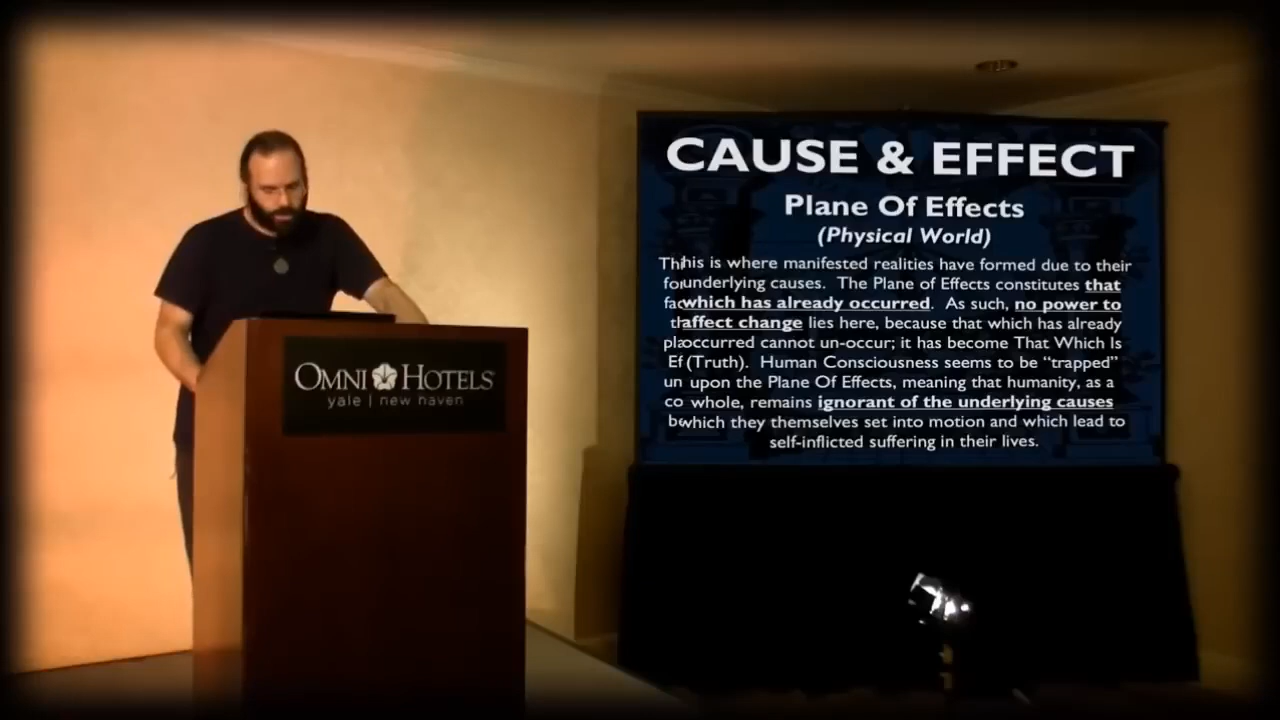 CAUSE & EFFECT
Plane Of Effects
(Physical World)
This is where manifested realities have formed due to their
underlying causes. The Plane of Effects constitutes that
which has already occurred. As such, no power to
affect change lies here, because that which has already
occurred cannot un-occur; it has become That Which Is
(Truth). Human Consciousness seems to be “trapped”
upon the Plane Of Effects, meaning that humanity, as a
whole, remains ignorant of the underlying causes
which they themselves set into motion and which lead to
self-inflicted suffering in their lives.
OMNI HOTELS
yale | new haven